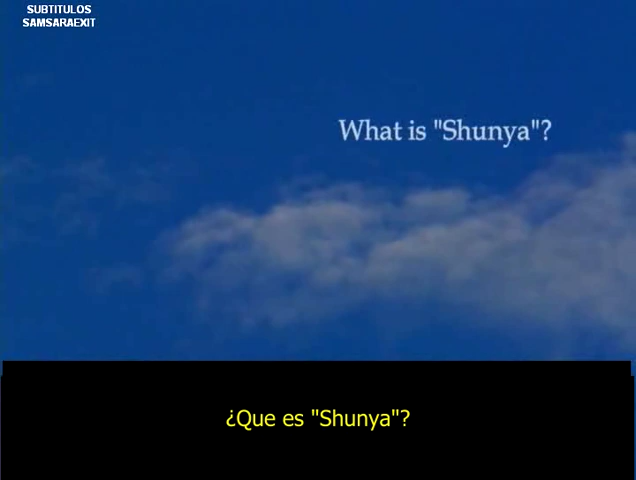 SUBTITULOS
SAMSARAEXIT
What is "Shunya"?
¿Que es "Shunya"?